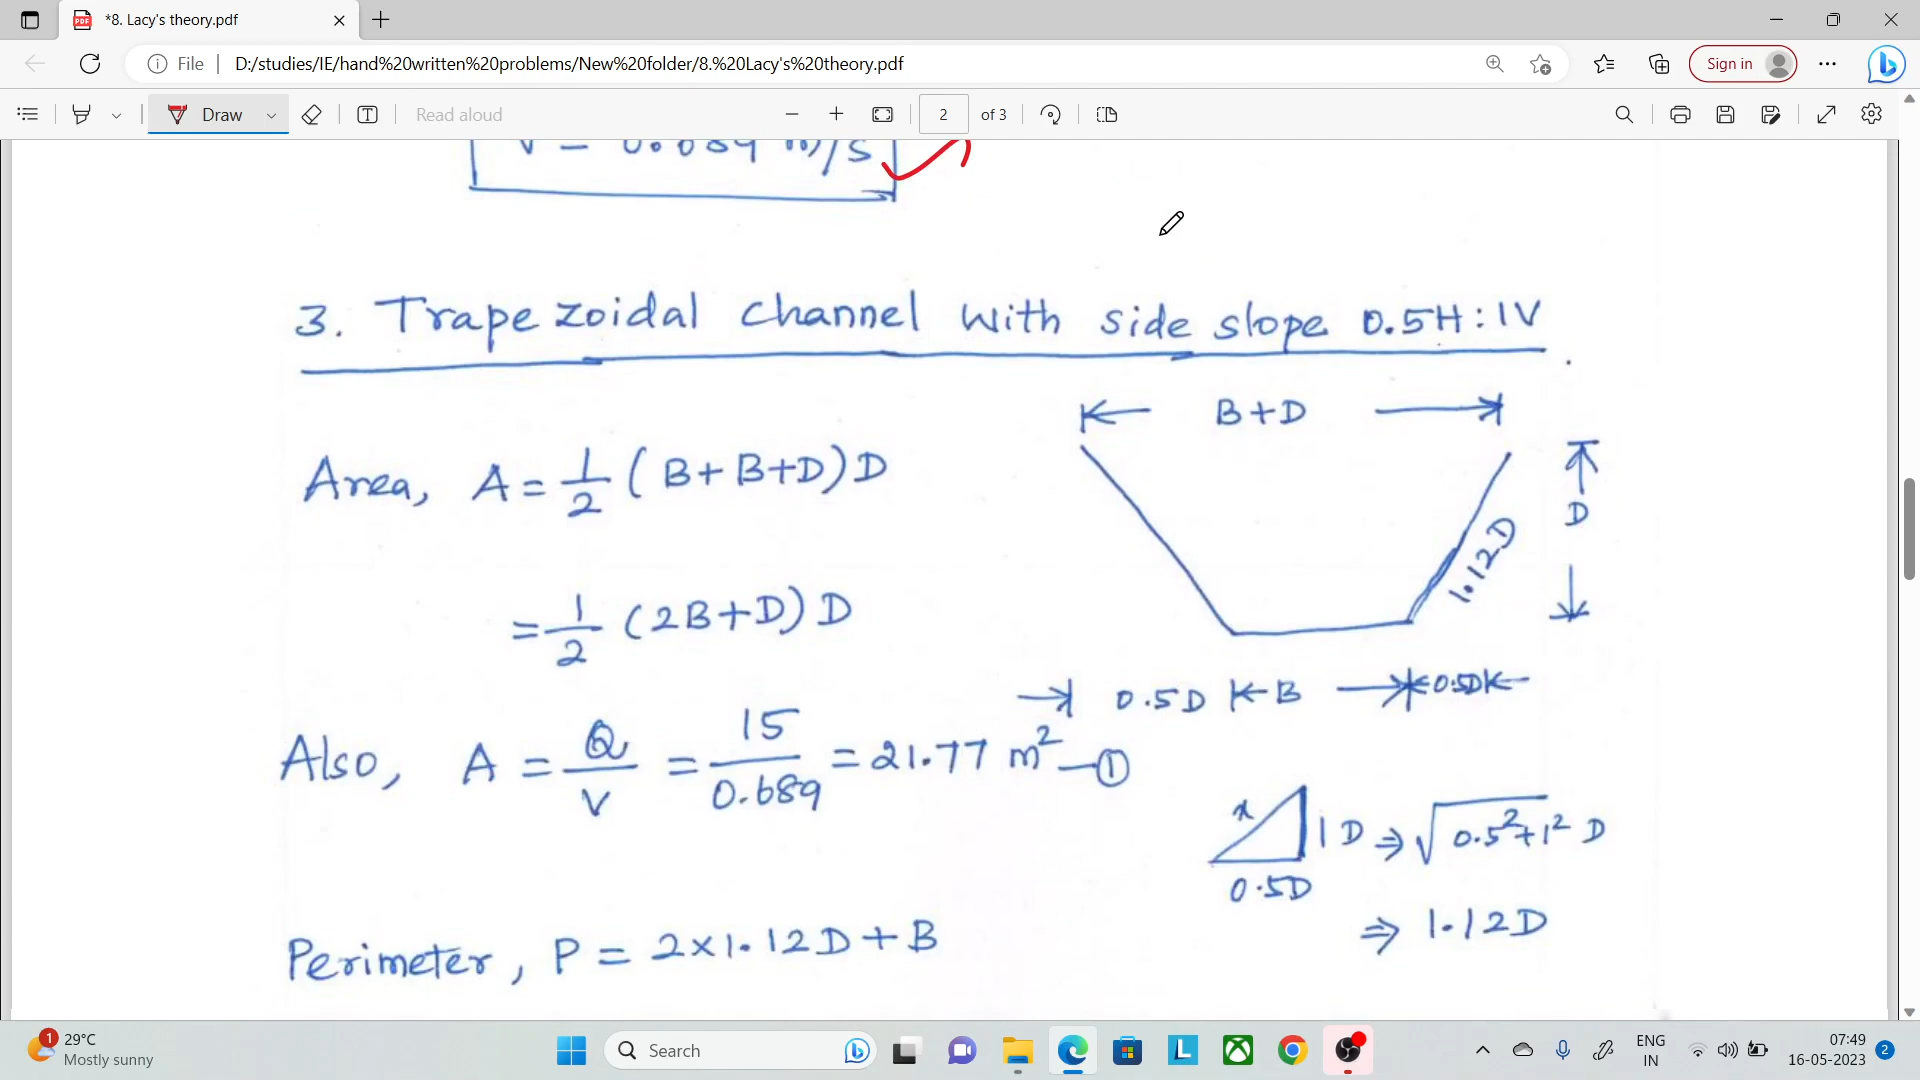 *8. Lacy's theory.pdf
File
D:/studies/IE/hand%20written%20problems/New%20folder/8.%20Lacy's%20theory.pdf
Sign in
Draw
Read aloud
2 of 3
3. Trapezoidal channel with side slope 0.5H:1V
B+D
Area, A = 1/2 (B+B+D) D
D
1.12D
= 1/2 (2B+D) D
0.5D B 0.5D
Also, A = Q/V = 15/0.689 = 21.77 m² — ①
x 1 D ⇒ √0.5²+1² D
0.5D
⇒ 1.12D
Perimeter, P = 2×1.12D + B
1
29°C
Mostly sunny
Search
ENG
IN
07:49
16-05-2023
2